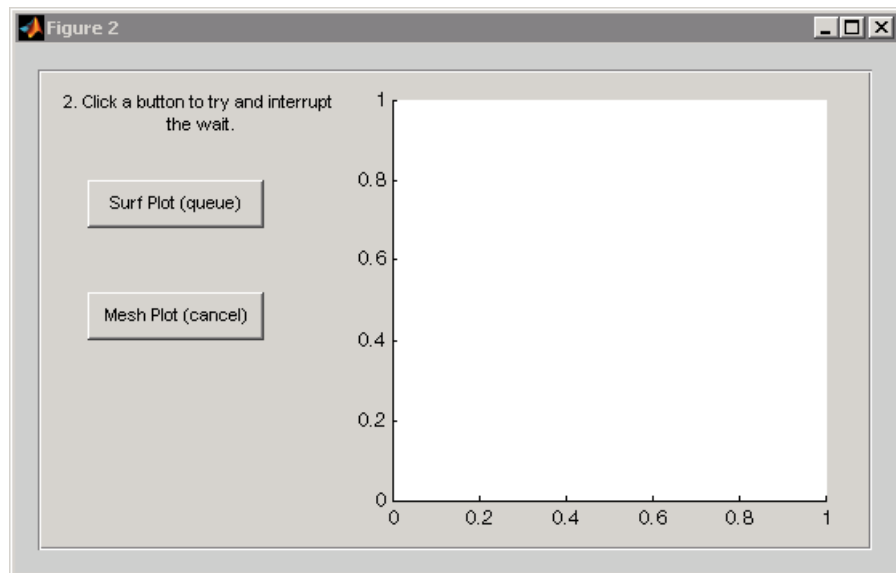 Figure 2
2. Click a button to try and interrupt
the wait.
Surf Plot (queue)
Mesh Plot (cancel)
1
0.8
0.6
0.4
0.2
0
0 0.2 0.4 0.6 0.8 1